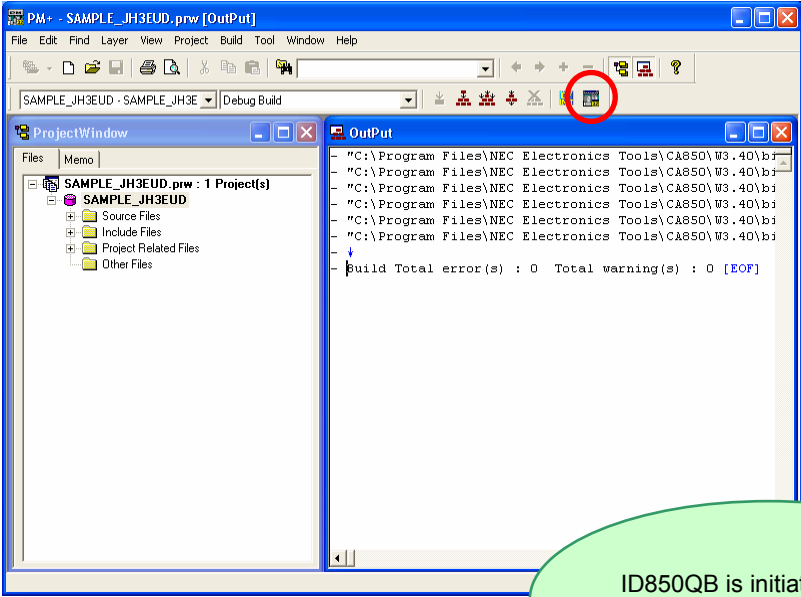 PM+ - SAMPLE_JH3EUD.prw [OutPut]
File Edit Find Layer View Project Build Tool Window Help
SAMPLE_JH3EUD - SAMPLE_JH3E Debug Build
ProjectWindow
Files Memo
SAMPLE_JH3EUD.prw : 1 Project(s)
SAMPLE_JH3EUD
Source Files
Include Files
Project Related Files
Other Files
OutPut
- "C:\Program Files\NEC Electronics Tools\CA850\W3.40\bi
- "C:\Program Files\NEC Electronics Tools\CA850\W3.40\bi
- "C:\Program Files\NEC Electronics Tools\CA850\W3.40\bi
- "C:\Program Files\NEC Electronics Tools\CA850\W3.40\bi
- "C:\Program Files\NEC Electronics Tools\CA850\W3.40\bi
- "C:\Program Files\NEC Electronics Tools\CA850\W3.40\bi
- ↓
- Build Total error(s) : 0 Total warning(s) : 0 [EOF]
ID850QB is initia